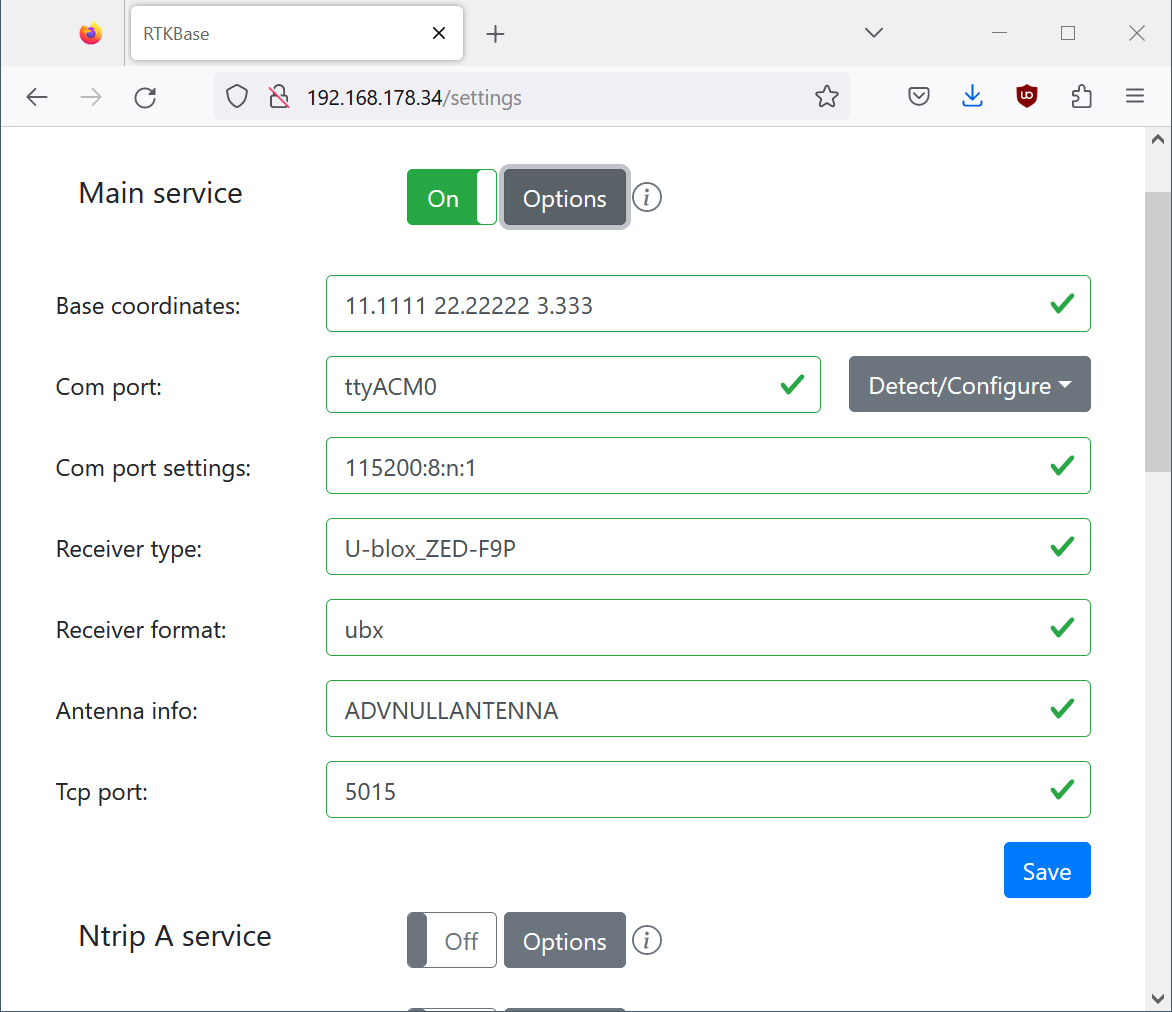 RTKBase
192.168.178.34/settings
Main service On Options i
Base coordinates: 11.1111 22.22222 3.333
Com port: ttyACM0 Detect/Configure
Com port settings: 115200:8:n:1
Receiver type: U-blox_ZED-F9P
Receiver format: ubx
Antenna info: ADVNULLANTENNA
Tcp port: 5015
Save
Ntrip A service Off Options i